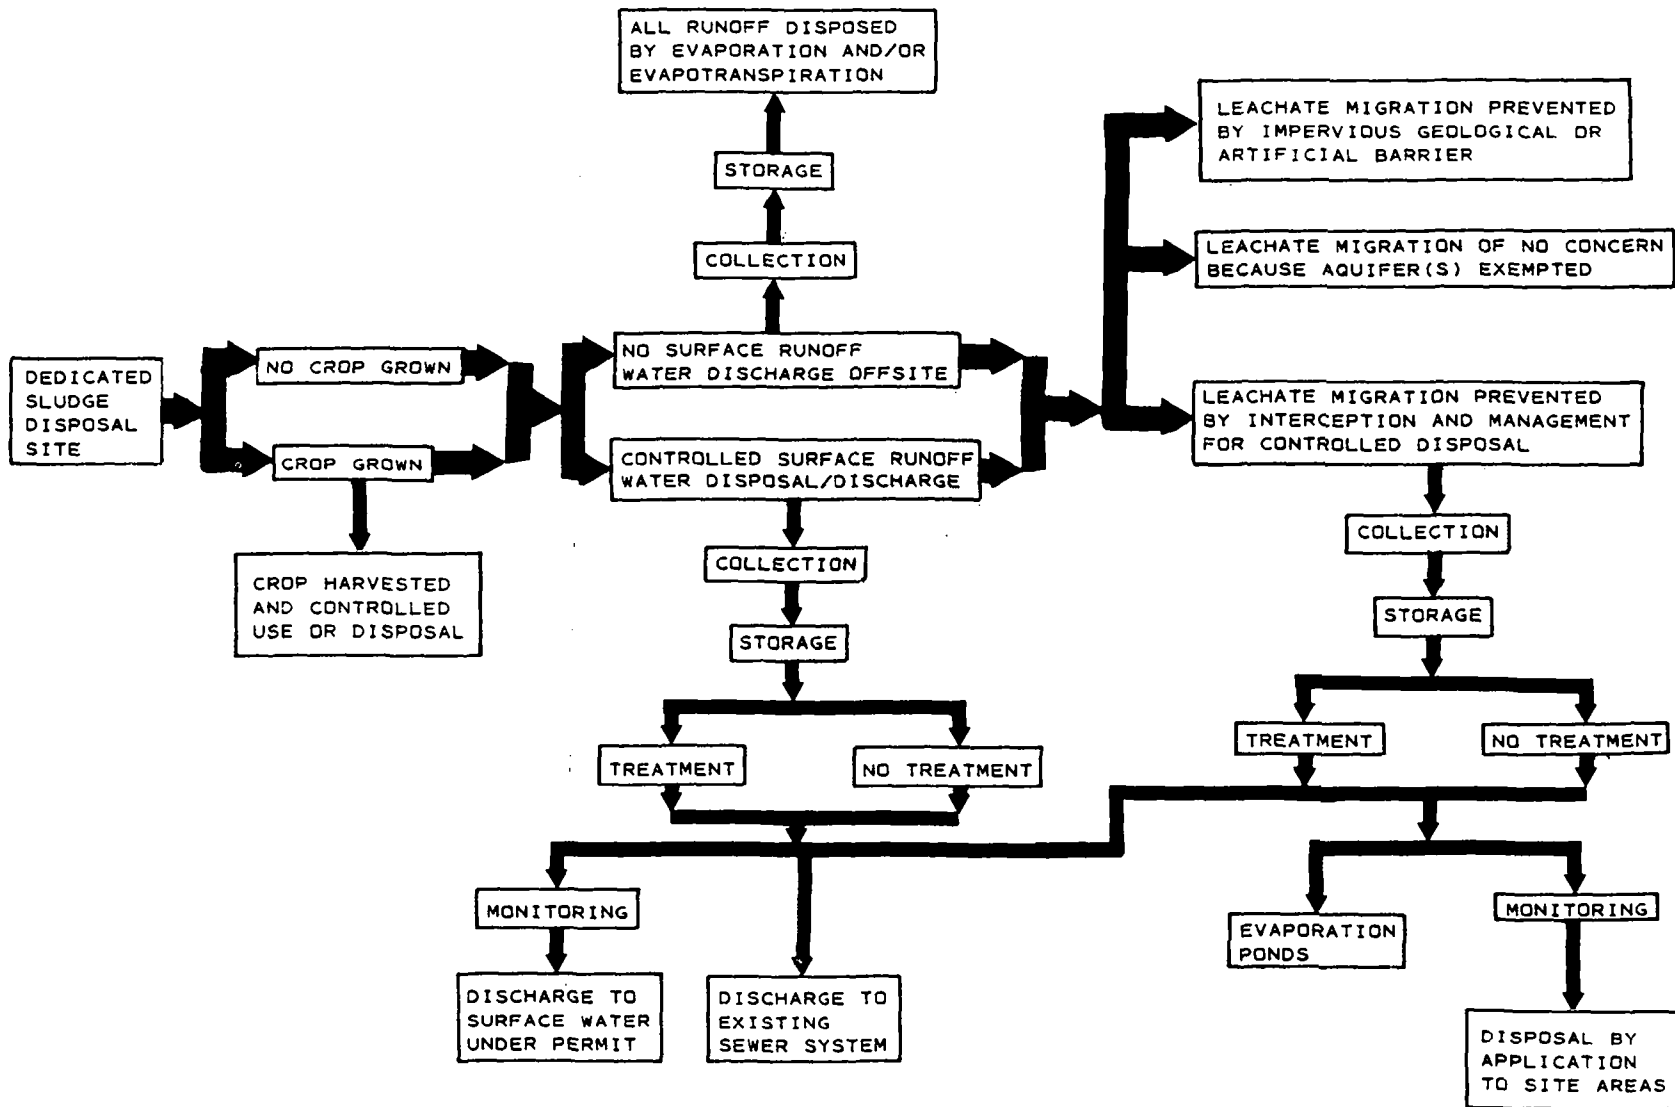 ALL RUNOFF DISPOSED
BY EVAPORATION AND/OR
EVAPOTRANSPIRATION
STORAGE
COLLECTION
LEACHATE MIGRATION PREVENTED
BY IMPERVIOUS GEOLOGICAL OR
ARTIFICIAL BARRIER
LEACHATE MIGRATION OF NO CONCERN
BECAUSE AQUIFER(S) EXEMPTED
DEDICATED
SLUDGE
DISPOSAL
SITE
NO CROP GROWN
CROP GROWN
CROP HARVESTED
AND CONTROLLED
USE OR DISPOSAL
NO SURFACE RUNOFF
WATER DISCHARGE OFFSITE
CONTROLLED SURFACE RUNOFF
WATER DISPOSAL/DISCHARGE
COLLECTION
STORAGE
TREATMENT
NO TREATMENT
MONITORING
DISCHARGE TO
SURFACE WATER
UNDER PERMIT
DISCHARGE TO
EXISTING
SEWER SYSTEM
LEACHATE MIGRATION PREVENTED
BY INTERCEPTION AND MANAGEMENT
FOR CONTROLLED DISPOSAL
COLLECTION
STORAGE
TREATMENT
NO TREATMENT
EVAPORATION
PONDS
MONITORING
DISPOSAL BY
APPLICATION
TO SITE AREAS